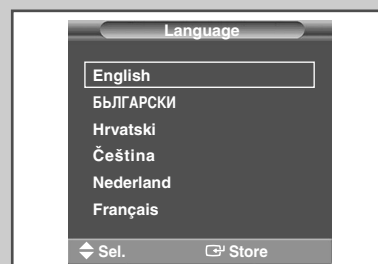 Language
English
БЬЛГАРСКИ
Hrvatski
Čeština
Nederland
Français
Sel. Store